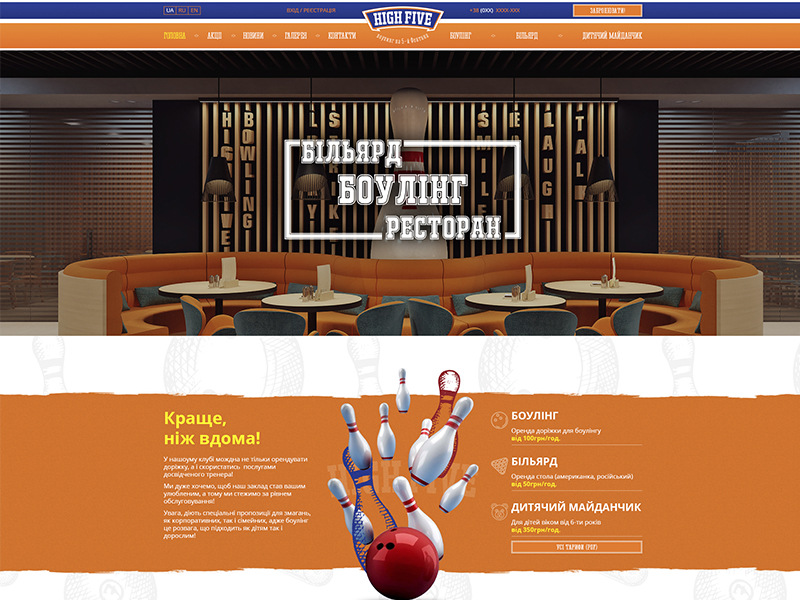 UA RU EN
ВХІД / РЕЄСТРАЦІЯ
HIGH FIVE
+38 (0XX) XXXX-XXX
ЗАБРОНЮВАТИ!
ГОЛОВНА
АКЦІЇ
НОВИНИ
ГАЛЕРЕЯ
КОНТАКТИ
БОУЛІНГ
БІЛЬЯРД
ДИТЯЧИЙ МАЙДАНЧИК
BOWLING
SMILE
LAUGH
TALK
БІЛЬЯРД
БОУЛІНГ
РЕСТОРАН
Краще,
ніж вдома!
У нашоуму клубі мождна не тільки орендувати
доріжку, а і скористатись послугами
досвідченого тренера!
Ми дуже хочемо, щоб наш заклад став вашим
улюбленим, а тому ми стежимо за рівнем
обслуговування!
Увага, діють спеціальні пропозиції для змагань,
як корпоративних, так і сімейних, адже боулінг
це розвага, що підходить як дітям так і
дорослим!
HIGH FIVE
БОУЛІНГ
Оренда доріжки для боулінгу
від 100грн/год.
БІЛЬЯРД
Оренда стола (американка, російський)
від 50грн/год.
ДИТЯЧИЙ МАЙДАНЧИК
Для дітей віком від 6-ти років
від 350грн/год.
УСІ ТАРИФИ (PDF)